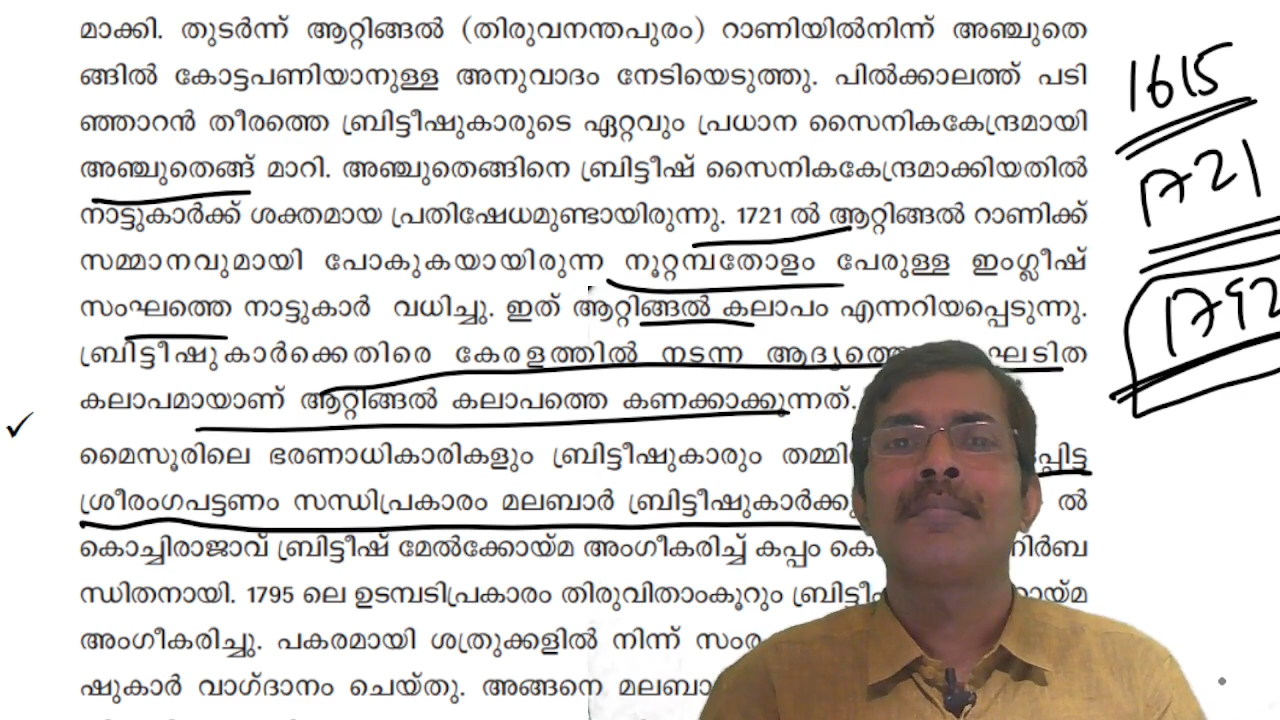 മാക്കി. തുടർന്ന് ആറ്റിങ്ങൽ (തിരുവനന്തപുരം) റാണിയിൽനിന്ന് അഞ്ചുതെ
ങ്ങിൽ കോട്ടപണിയാനുള്ള അനുവാദം നേടിയെടുത്തു. പിൽക്കാലത്ത് പടി
ഞ്ഞാറൻ തീരത്തെ ബ്രിട്ടീഷുകാരുടെ ഏറ്റവും പ്രധാന സൈനികകേന്ദ്രമായി
അഞ്ചുതെങ്ങ് മാറി. അഞ്ചുതെങ്ങിനെ ബ്രിട്ടീഷ് സൈനികകേന്ദ്രമാക്കിയതിൽ
നാട്ടുകാർക്ക് ശക്തമായ പ്രതിഷേധമുണ്ടായിരുന്നു. 1721 ൽ ആറ്റിങ്ങൽ റാണിക്ക്
സമ്മാനവുമായി പോകുകയായിരുന്ന നൂറ്റമ്പതോളം പേരുള്ള ഇംഗ്ലീഷ്
സംഘത്തെ നാട്ടുകാർ വധിച്ചു. ഇത് ആറ്റിങ്ങൽ കലാപം എന്നറിയപ്പെടുന്നു.
ബ്രിട്ടീഷുകാർക്കെതിരെ കേരളത്തിൽ നടന്ന ആദ്യത്തെ ഘടിത
കലാപമായാണ് ആറ്റിങ്ങൽ കലാപത്തെ കണക്കാക്കുന്നത്.
മൈസൂരിലെ ഭരണാധികാരികളും ബ്രിട്ടീഷുകാരും തമ്മി പ്പിട്ട
ശ്രീരംഗപട്ടണം സന്ധിപ്രകാരം മലബാർ ബ്രിട്ടീഷുകാർക്കു ൽ
കൊച്ചിരാജാവ് ബ്രിട്ടീഷ് മേൽക്കോയ്മ അംഗീകരിച്ച് കപ്പം കൊ നിർബ
ന്ധിതനായി. 1795 ലെ ഉടമ്പടിപ്രകാരം തിരുവിതാംകൂറും ബ്രിട്ടീ ായ്മ
അംഗീകരിച്ചു. പകരമായി ശത്രുക്കളിൽ നിന്ന് സംര
ഷുകാർ വാഗ്ദാനം ചെയ്തു. അങ്ങനെ മലബാ
1615
1721
1792